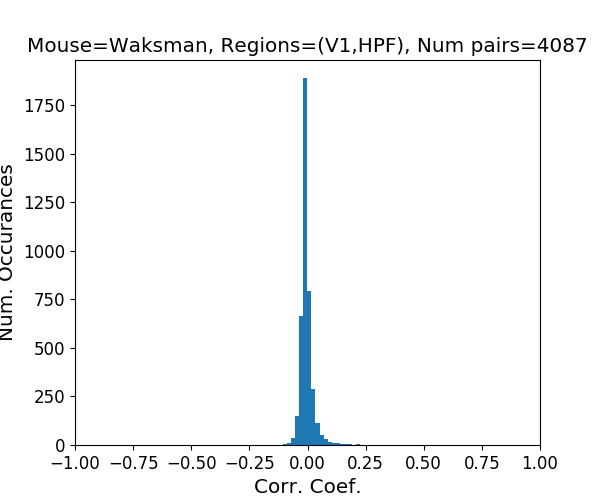 Mouse=Waksman, Regions=(V1,HPF), Num pairs=4087
1750
1500
1250
1000
750
500
250
0
Num. Occurances
−1.00 −0.75 −0.50 −0.25 0.00 0.25 0.50 0.75 1.00
Corr. Coef.